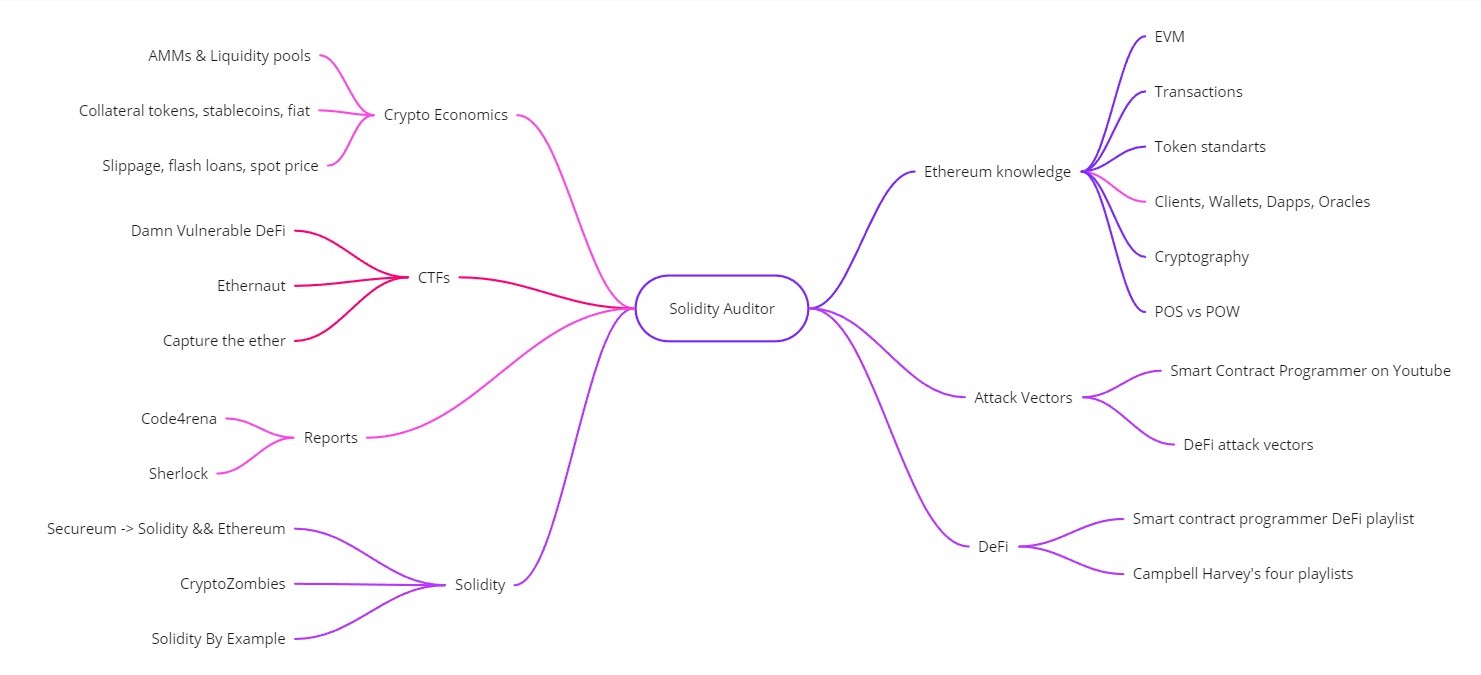 AMMs & Liquidity pools
Collateral tokens, stablecoins, fiat
Slippage, flash loans, spot price
Crypto Economics
Damn Vulnerable DeFi
Ethernaut
Capture the ether
CTFs
Code4rena
Sherlock
Reports
Secureum -> Solidity && Ethereum
CryptoZombies
Solidity By Example
Solidity
Solidity Auditor
Ethereum knowledge
EVM
Transactions
Token standarts
Clients, Wallets, Dapps, Oracles
Cryptography
POS vs POW
Attack Vectors
Smart Contract Programmer on Youtube
DeFi attack vectors
DeFi
Smart contract programmer DeFi playlist
Campbell Harvey's four playlists